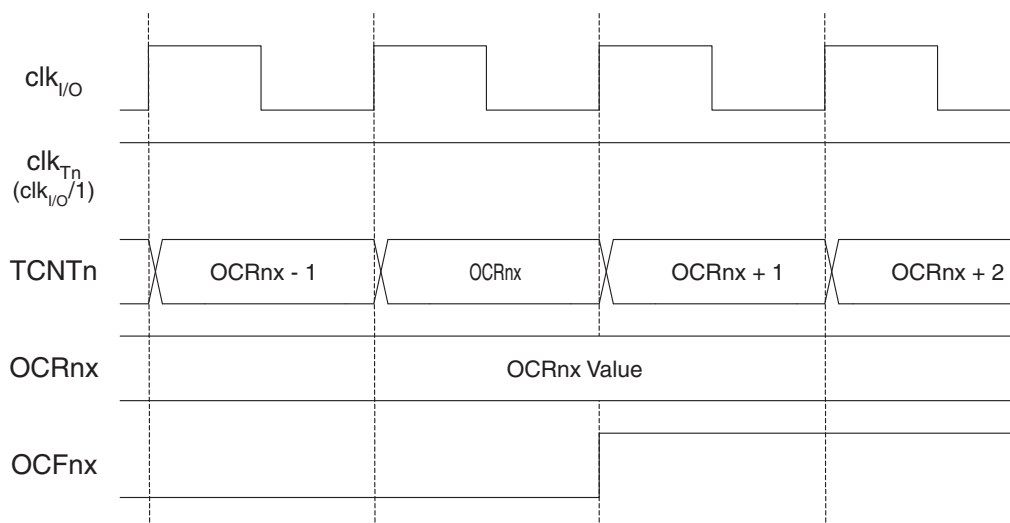 clkI/O
clkTn
(clkI/O/1)
TCNTn
OCRnx - 1
OCRnx
OCRnx + 1
OCRnx + 2
OCRnx
OCRnx Value
OCFnx